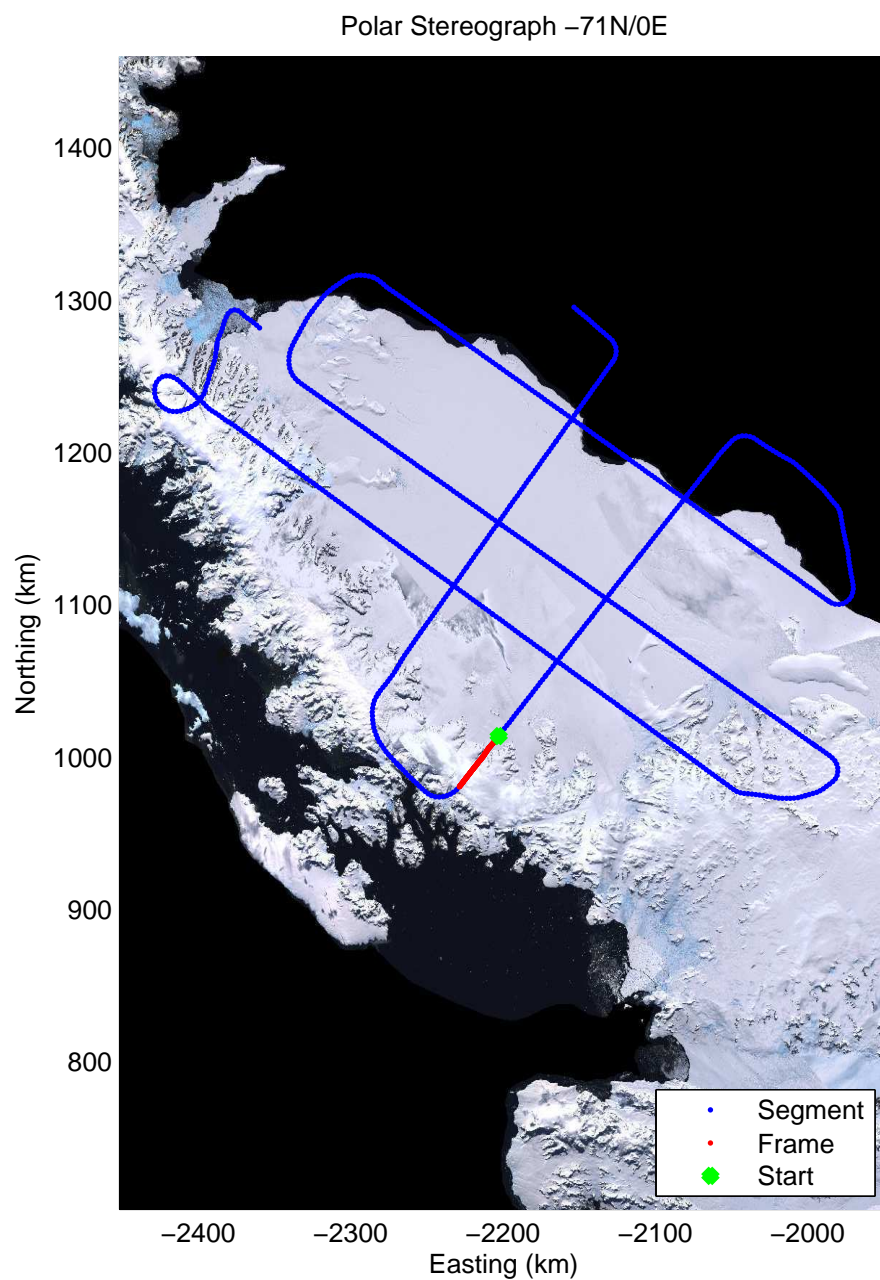 Polar Stereograph −71N/0E
1400
1300
1200
1100
1000
900
800
Northing (km)
−2400
−2300
−2200
−2100
−2000
Easting (km)
Segment
Frame
Start